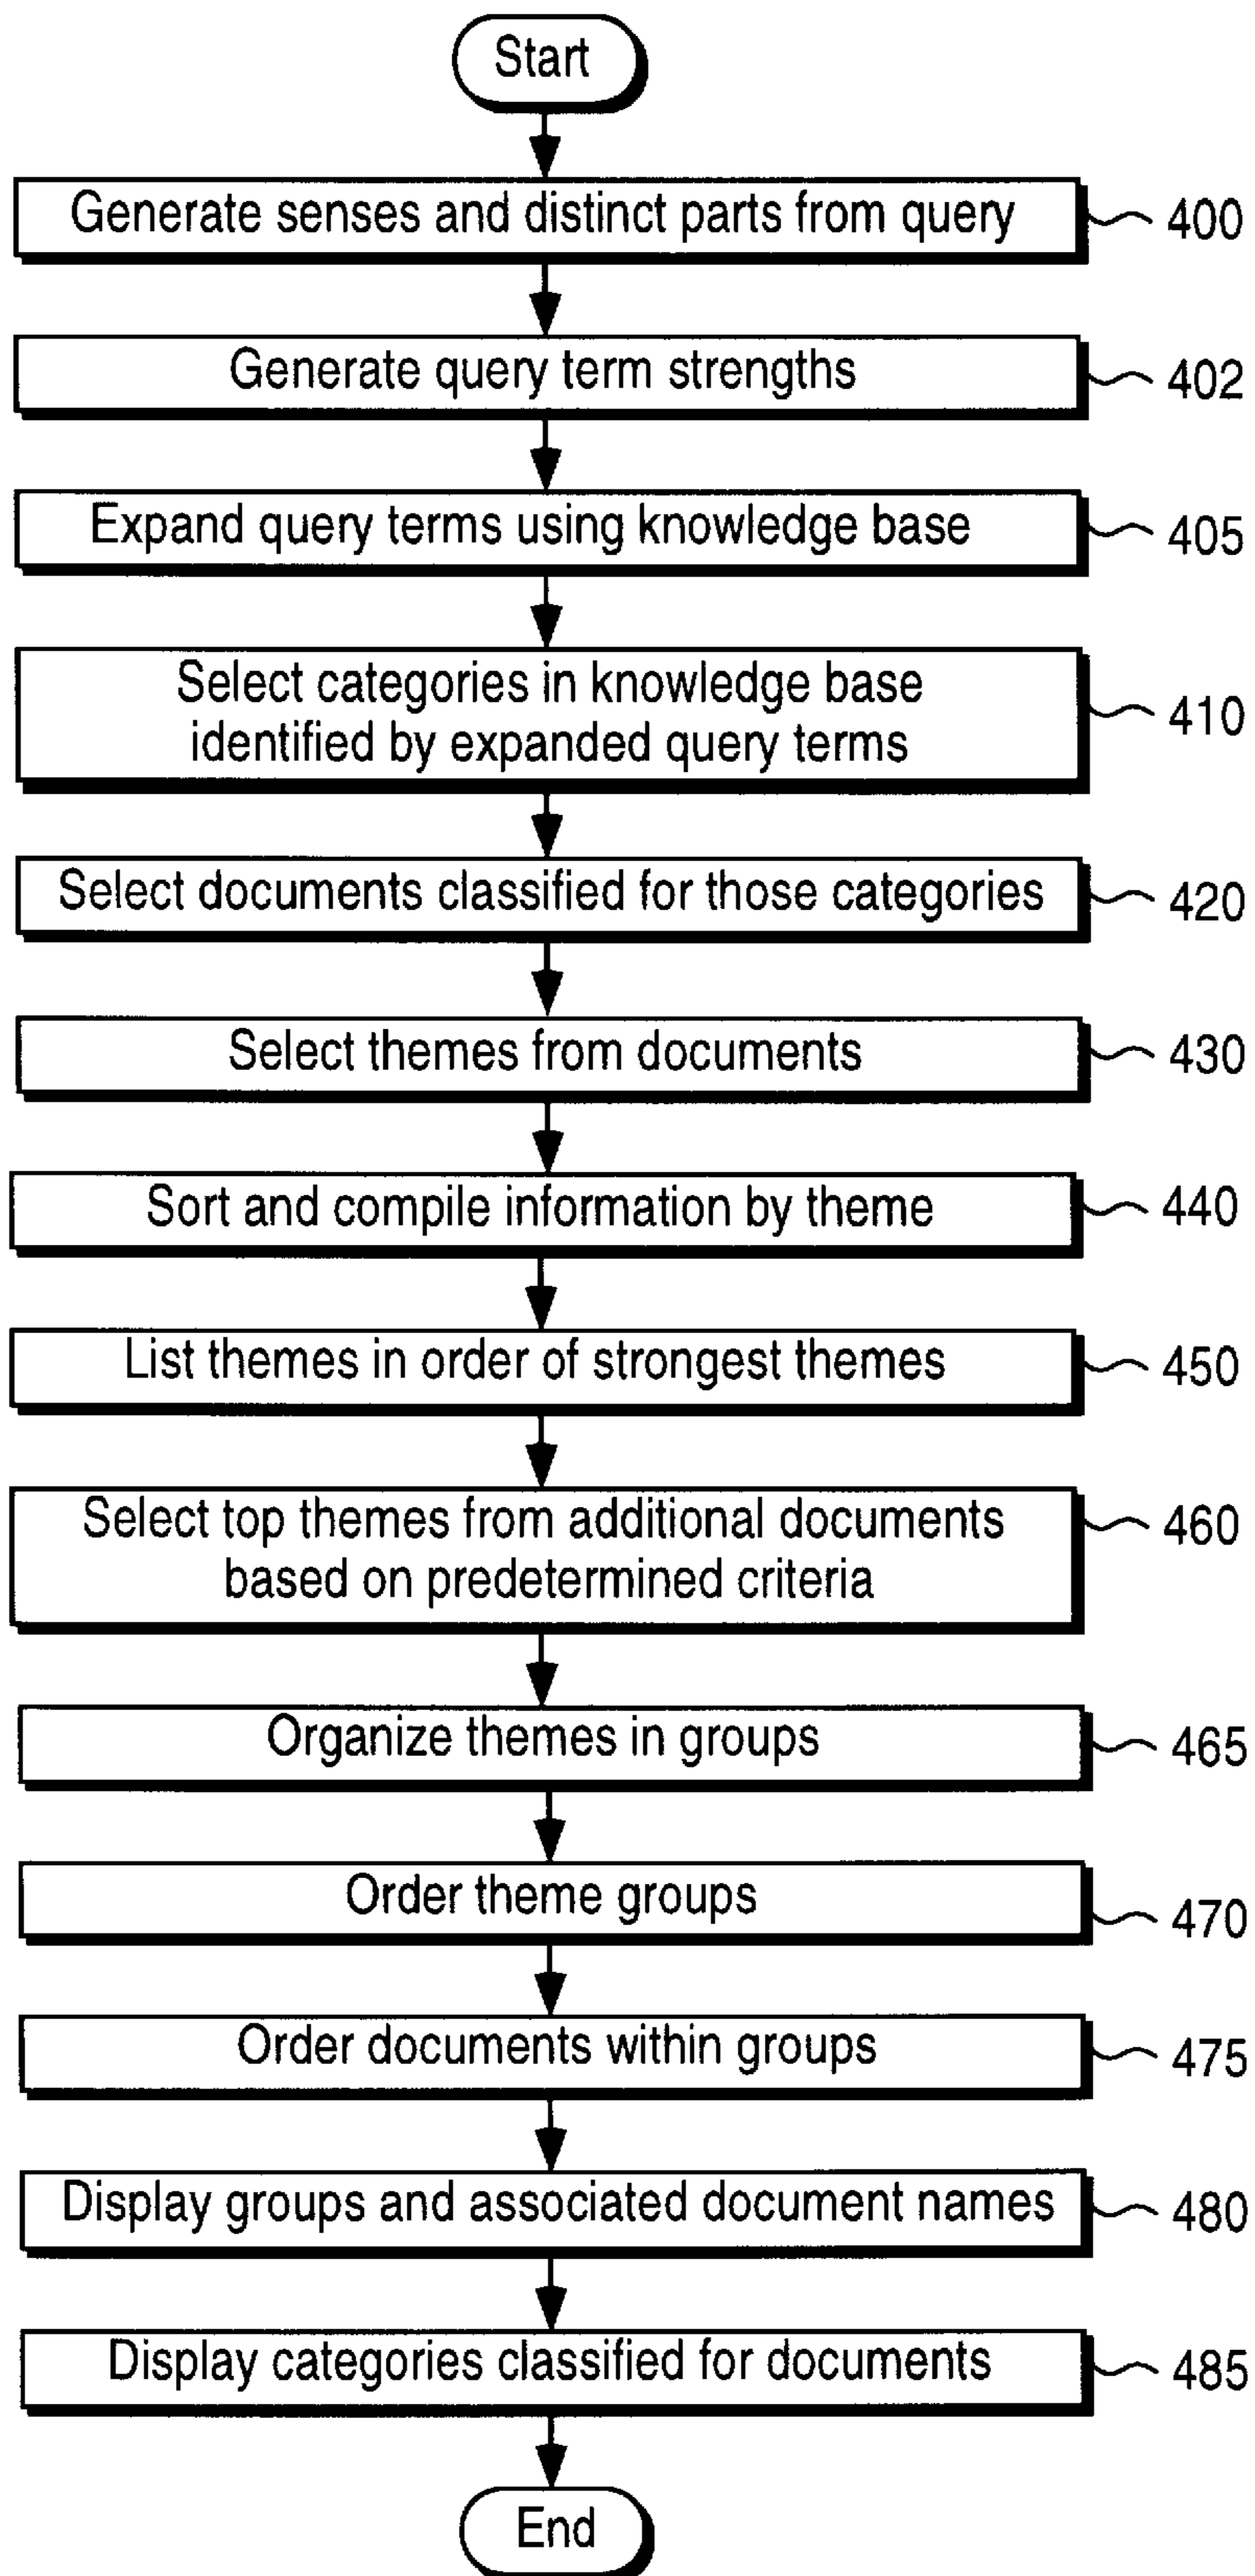 Start
Generate senses and distinct parts from query
400
Generate query term strengths
402
Expand query terms using knowledge base
405
Select categories in knowledge base
identified by expanded query terms
410
Select documents classified for those categories
420
Select themes from documents
430
Sort and compile information by theme
440
List themes in order of strongest themes
450
Select top themes from additional documents
based on predetermined criteria
460
Organize themes in groups
465
Order theme groups
470
Order documents within groups
475
Display groups and associated document names
480
Display categories classified for documents
485
End